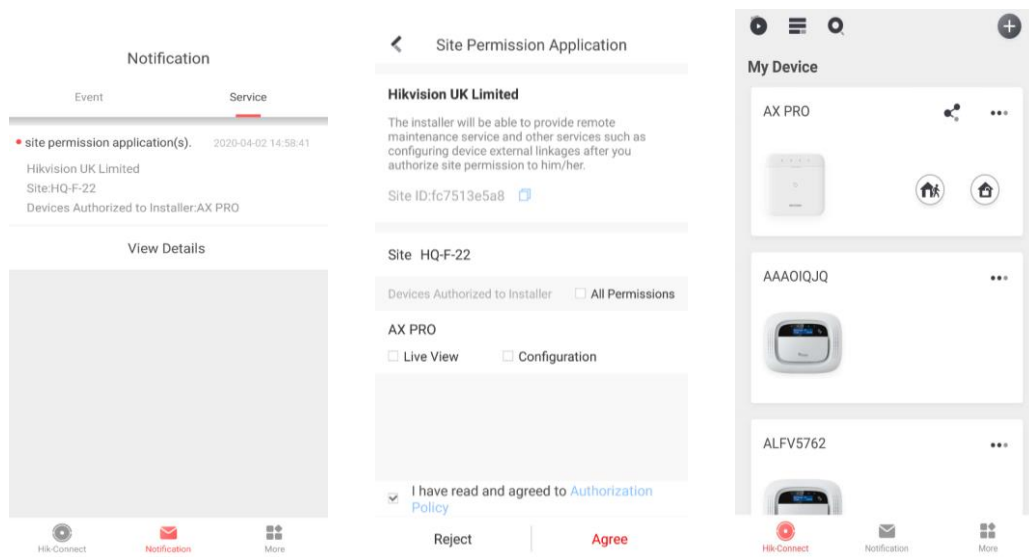 Notification
Event
Service
site permission application(s).
2020-04-02 14:58:41
Hikvision UK Limited
Site:HQ-F-22
Devices Authorized to Installer:AX PRO
View Details
Hik-Connect
Notification
More
Site Permission Application
Hikvision UK Limited
The installer will be able to provide remote
maintenance service and other services such as
configuring device external linkages after you
authorize site permission to him/her.
Site ID:fc7513e5a8
Site HQ-F-22
Devices Authorized to Installer
All Permissions
AX PRO
Live View
Configuration
I have read and agreed to Authorization
Policy
Reject
Agree
My Device
AX PRO
AAAOIQJQ
ALFV5762
Hik-Connect
Notification
More